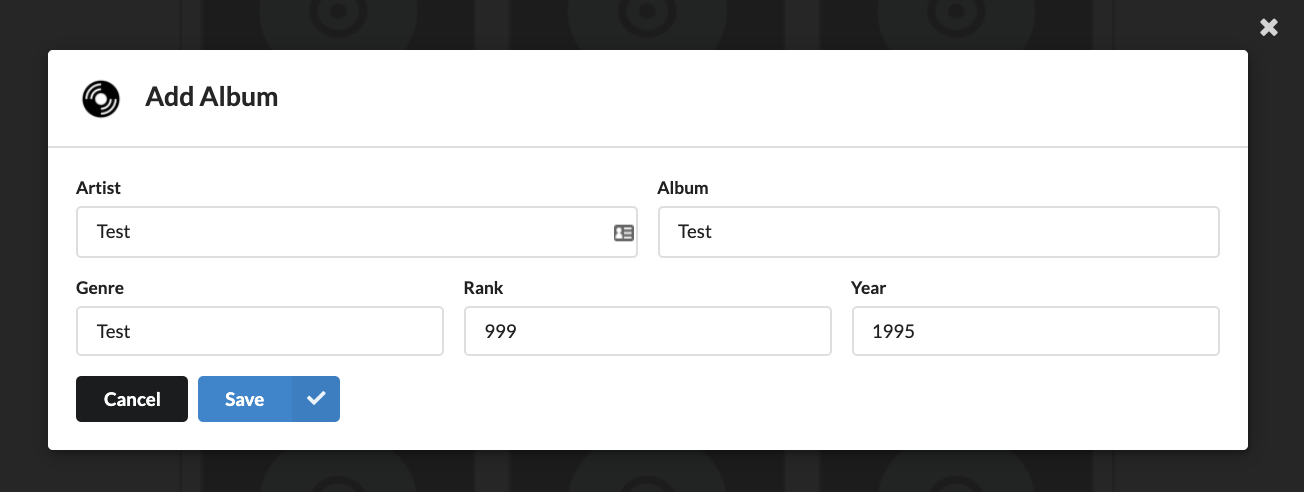 Add Album
Artist Album
Test Test
Genre Rank Year
Test 999 1995
Cancel Save